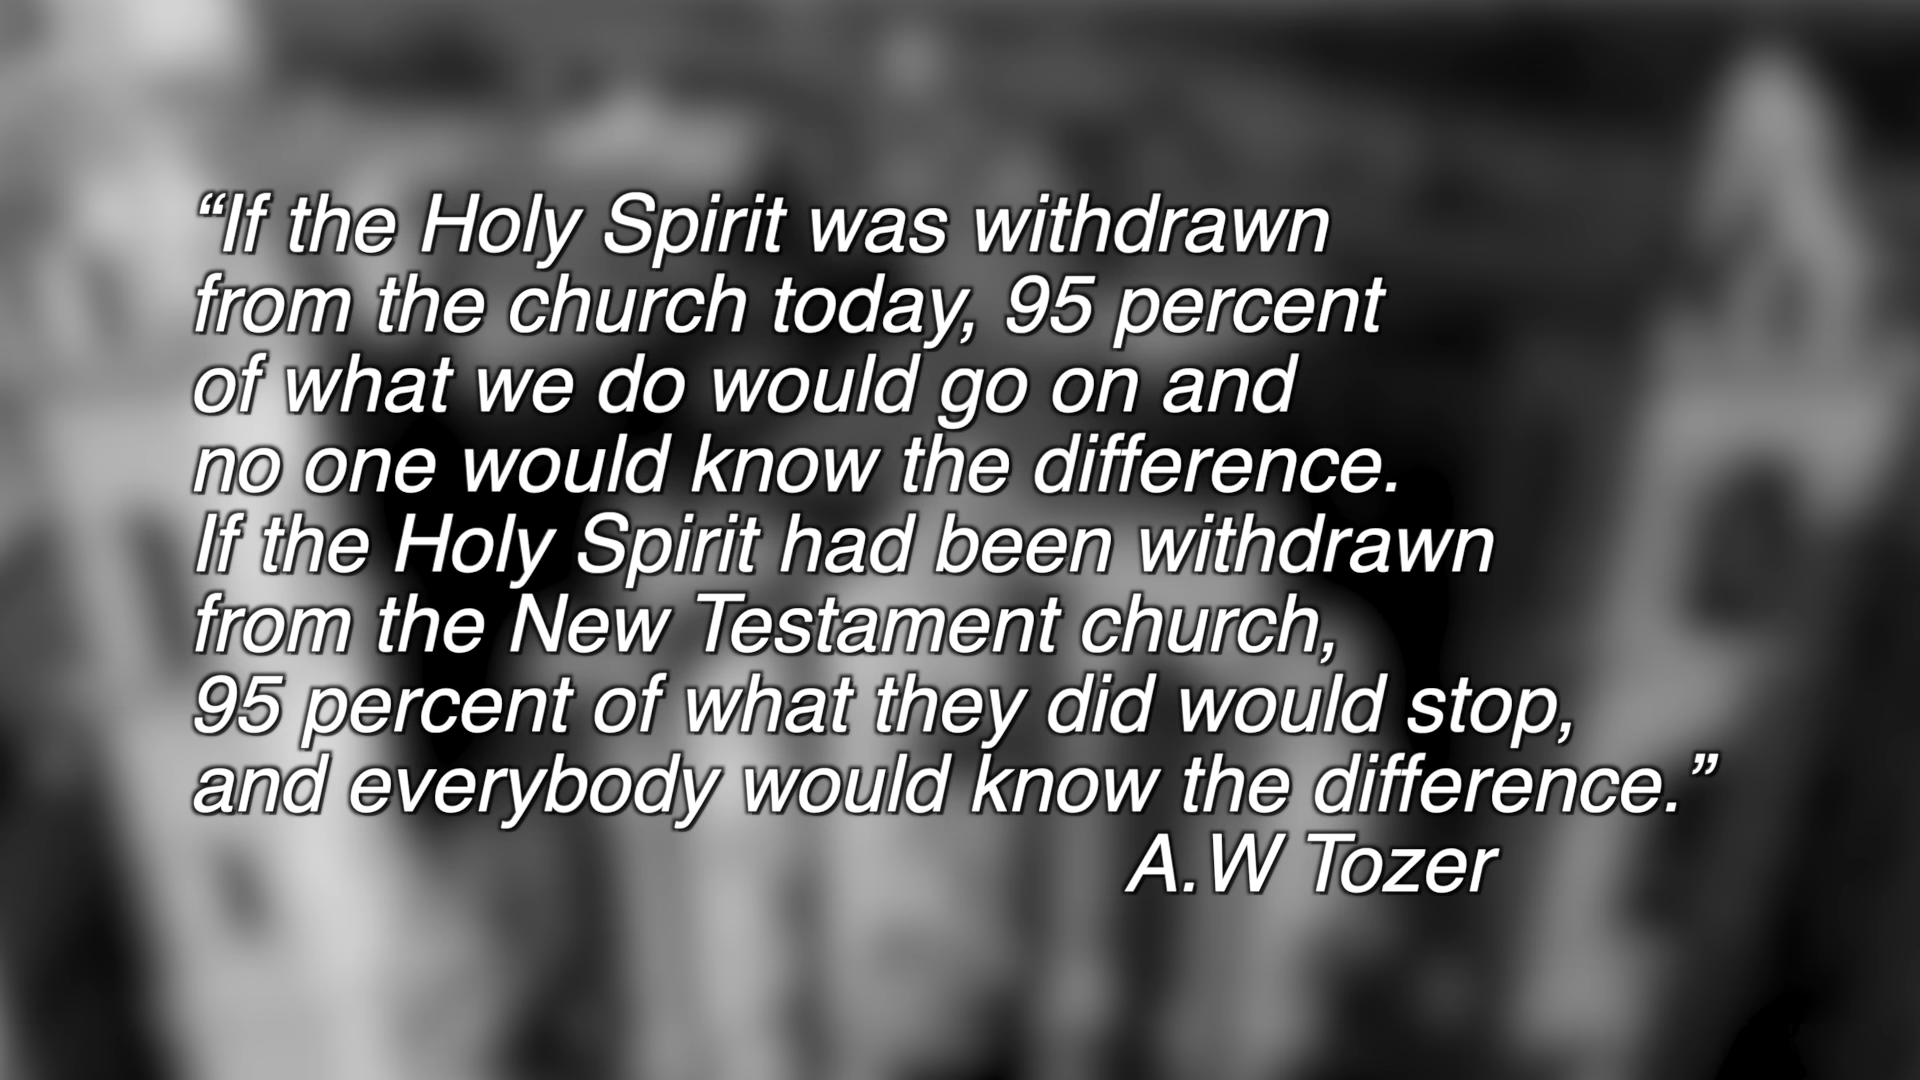 “If the Holy Spirit was withdrawn
from the church today, 95 percent
of what we do would go on and
no one would know the difference.
If the Holy Spirit had been withdrawn
from the New Testament church,
95 percent of what they did would stop,
and everybody would know the difference.”
A.W Tozer